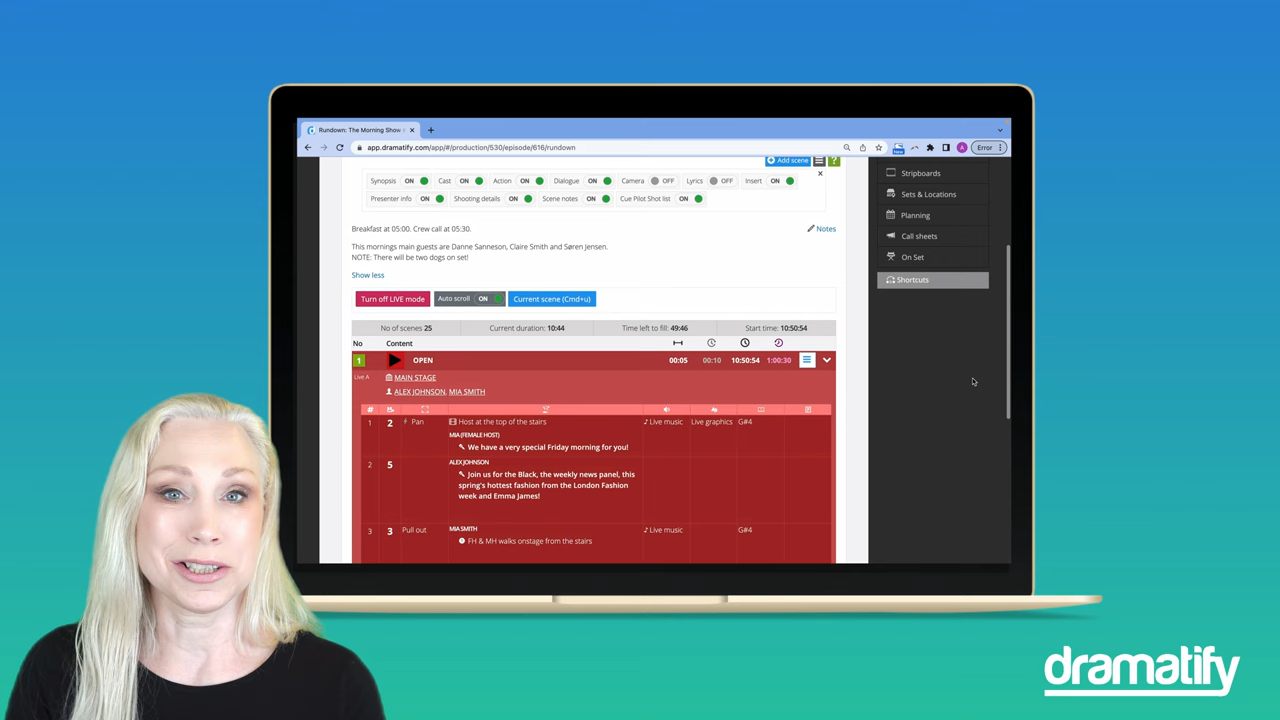 Rundown: The Morning Show
app.dramatify.com/app/#/production/530/episode/616/rundown
New
A
Error
Add scene
?
Stripboards
Synopsis ON Cast ON Action ON Dialogue ON Camera OFF Lyrics OFF Insert ON
Presenter info ON Shooting details ON Scene notes ON Cue Pilot Shot list ON
Sets & Locations
Planning
Call sheets
On Set
Shortcuts
Breakfast at 05:00. Crew call at 05:30.
Notes
This mornings main guests are Danne Sanneson, Claire Smith and Søren Jensen.
NOTE: There will be two dogs on set!
Show less
Turn off LIVE mode Auto scroll ON Current scene (Cmd+u)
No of scenes 25 Current duration: 10:44 Time left to fill: 49:46 Start time: 10:50:54
No Content
1 OPEN 00:05 00:10 10:50:54 1:00:30
Live A MAIN STAGE
ALEX JOHNSON, MIA SMITH
#
1 2 Pan Host at the top of the stairs Live music Live graphics G#4
MIA (FEMALE HOST)
We have a very special Friday morning for you!
2 5 ALEX JOHNSON
Join us for the Black, the weekly news panel, this
spring's hottest fashion from the London Fashion
week and Emma James!
3 3 Pull out MIA SMITH Live music G#4
FH & MH walks onstage from the stairs
dramatify